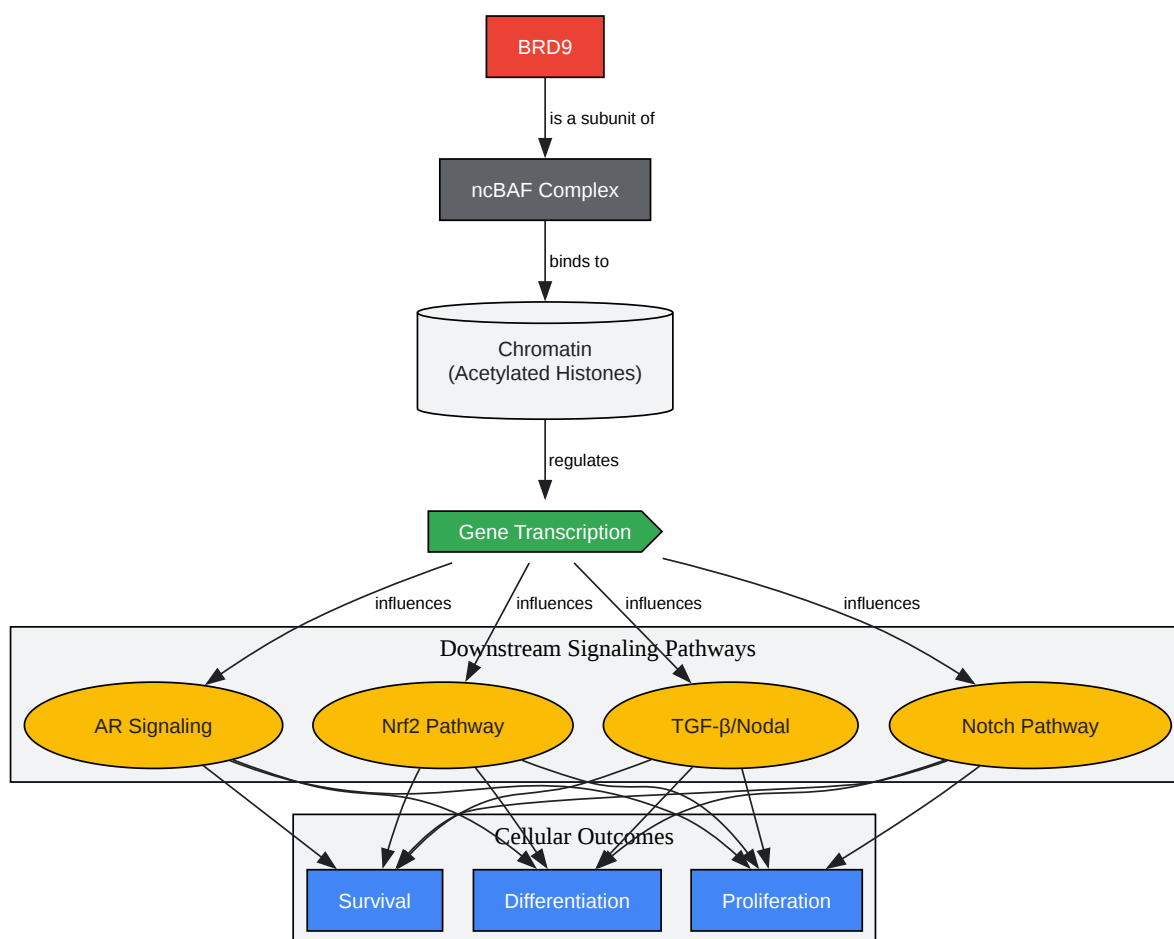 BRD9
is a subunit of
ncBAF Complex
binds to
Chromatin
(Acetylated Histones)
regulates
Gene Transcription
influences
influences
influences
influences
Downstream Signaling Pathways
AR Signaling
Nrf2 Pathway
TGF-β/Nodal
Notch Pathway
Cellular Outcomes
Survival
Differentiation
Proliferation